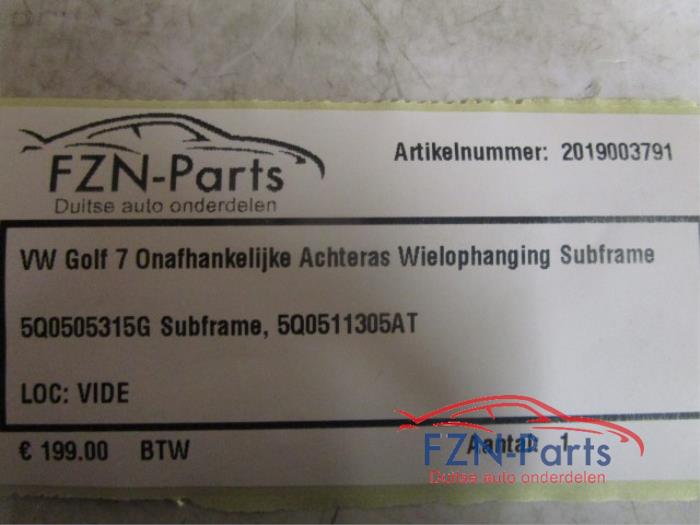 FZN-Parts
Duitse auto onderdelen
Artikelnummer: 2019003791
VW Golf 7 Onafhankelijke Achteras Wielophanging Subframe
5Q0505315G Subframe, 5Q0511305AT
LOC: VIDE
€ 199.00 BTW
Aantal: 1
FZN-Parts
Duitse auto onderdelen